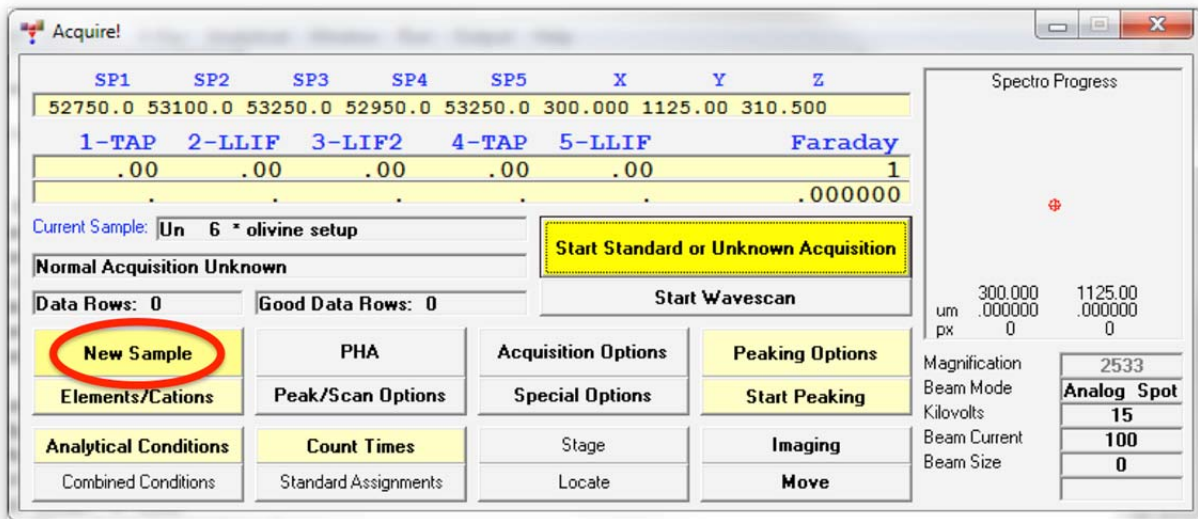 Acquire!
SP1 SP2 SP3 SP4 SP5 X Y Z
52750.0 53100.0 53250.0 52950.0 53250.0 300.000 1125.00 310.500
1-TAP 2-LLIF 3-LIF2 4-TAP 5-LLIF Faraday
.00 .00 .00 .00 .00 1
. . . . . .000000
Current Sample: Un 6 * olivine setup
Normal Acquisition Unknown
Data Rows: 0 Good Data Rows: 0
Start Standard or Unknown Acquisition
Start Wavescan
New Sample PHA Acquisition Options Peaking Options
Elements/Cations Peak/Scan Options Special Options Start Peaking
Analytical Conditions Count Times Stage Imaging
Combined Conditions Standard Assignments Locate Move
Spectro Progress
300.000 1125.00
um .000000 .000000
px 0 0
Magnification 2533
Beam Mode Analog Spot
Kilovolts 15
Beam Current 100
Beam Size 0